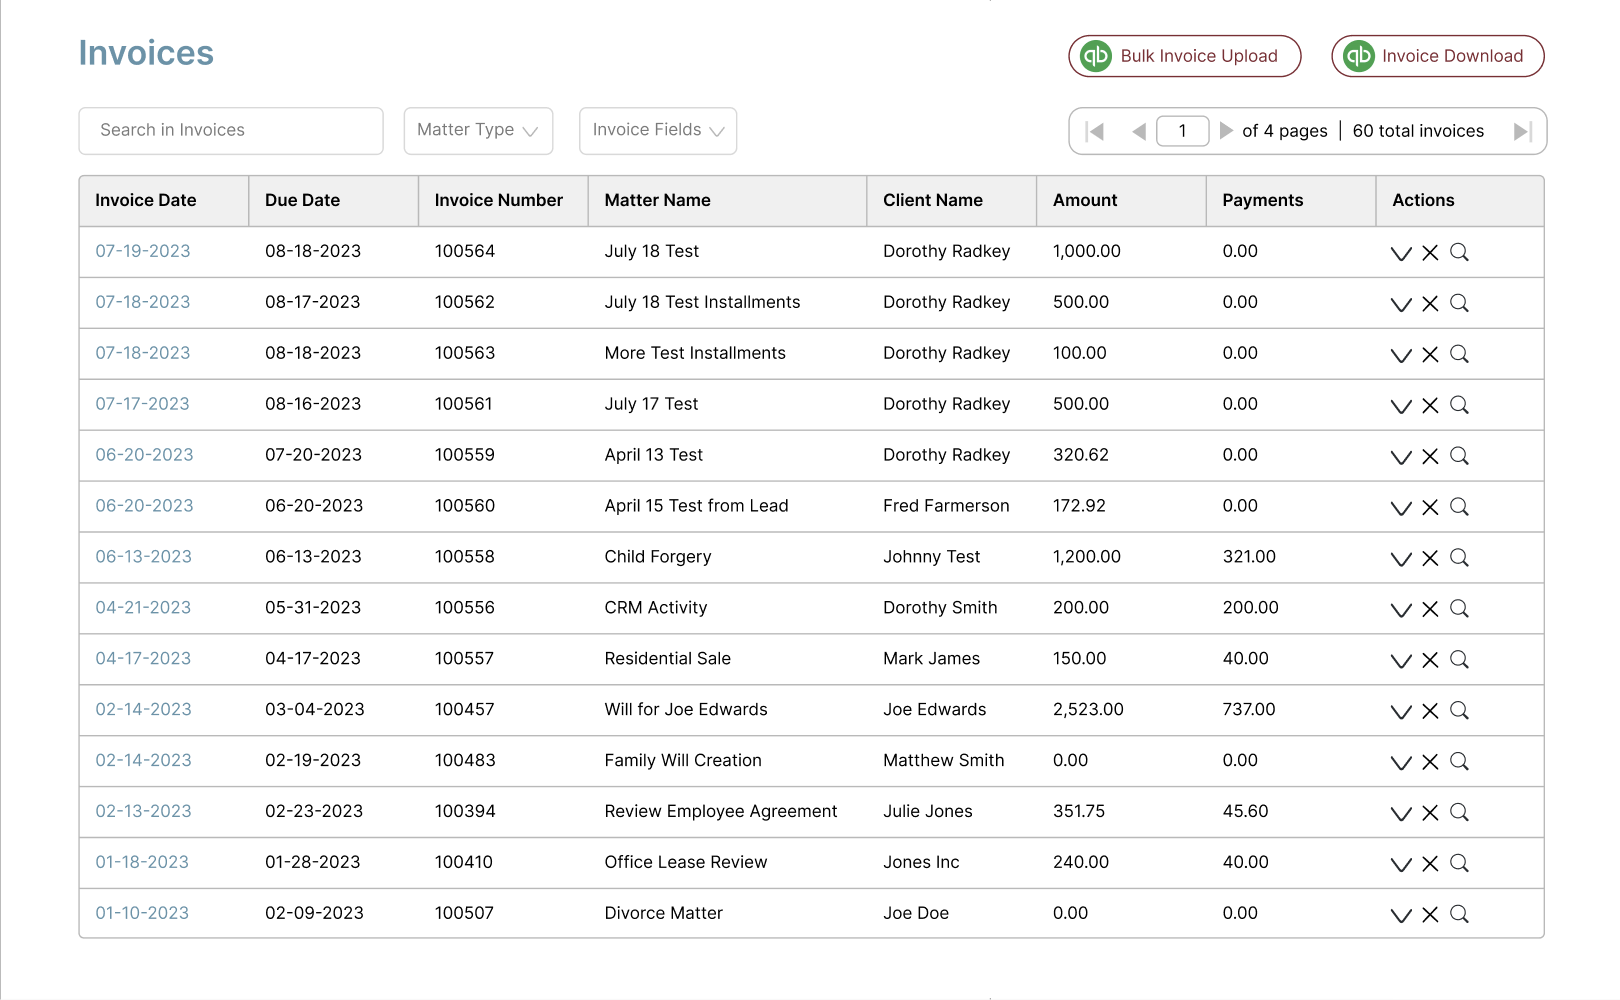 Invoices
qb Bulk Invoice Upload
qb Invoice Download
Search in Invoices
Matter Type
Invoice Fields
1 of 4 pages | 60 total invoices
Invoice Date Due Date Invoice Number Matter Name Client Name Amount Payments Actions
07-19-2023 08-18-2023 100564 July 18 Test Dorothy Radkey 1,000.00 0.00
07-18-2023 08-17-2023 100562 July 18 Test Installments Dorothy Radkey 500.00 0.00
07-18-2023 08-18-2023 100563 More Test Installments Dorothy Radkey 100.00 0.00
07-17-2023 08-16-2023 100561 July 17 Test Dorothy Radkey 500.00 0.00
06-20-2023 07-20-2023 100559 April 13 Test Dorothy Radkey 320.62 0.00
06-20-2023 06-20-2023 100560 April 15 Test from Lead Fred Farmerson 172.92 0.00
06-13-2023 06-13-2023 100558 Child Forgery Johnny Test 1,200.00 321.00
04-21-2023 05-31-2023 100556 CRM Activity Dorothy Smith 200.00 200.00
04-17-2023 04-17-2023 100557 Residential Sale Mark James 150.00 40.00
02-14-2023 03-04-2023 100457 Will for Joe Edwards Joe Edwards 2,523.00 737.00
02-14-2023 02-19-2023 100483 Family Will Creation Matthew Smith 0.00 0.00
02-13-2023 02-23-2023 100394 Review Employee Agreement Julie Jones 351.75 45.60
01-18-2023 01-28-2023 100410 Office Lease Review Jones Inc 240.00 40.00
01-10-2023 02-09-2023 100507 Divorce Matter Joe Doe 0.00 0.00